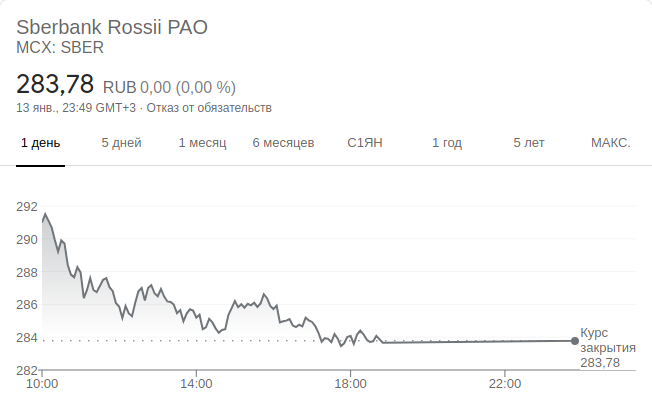 Sberbank Rossii PAO
MCX: SBER
283,78 RUB 0,00 (0,00 %)
13 янв., 23:49 GMT+3 · Отказ от обязательств
1 день 5 дней 1 месяц 6 месяцев С1ЯН 1 год 5 лет МАКС.
292
290
288
286
284
282
Курс
закрытия
283,78
10:00 14:00 18:00 22:00